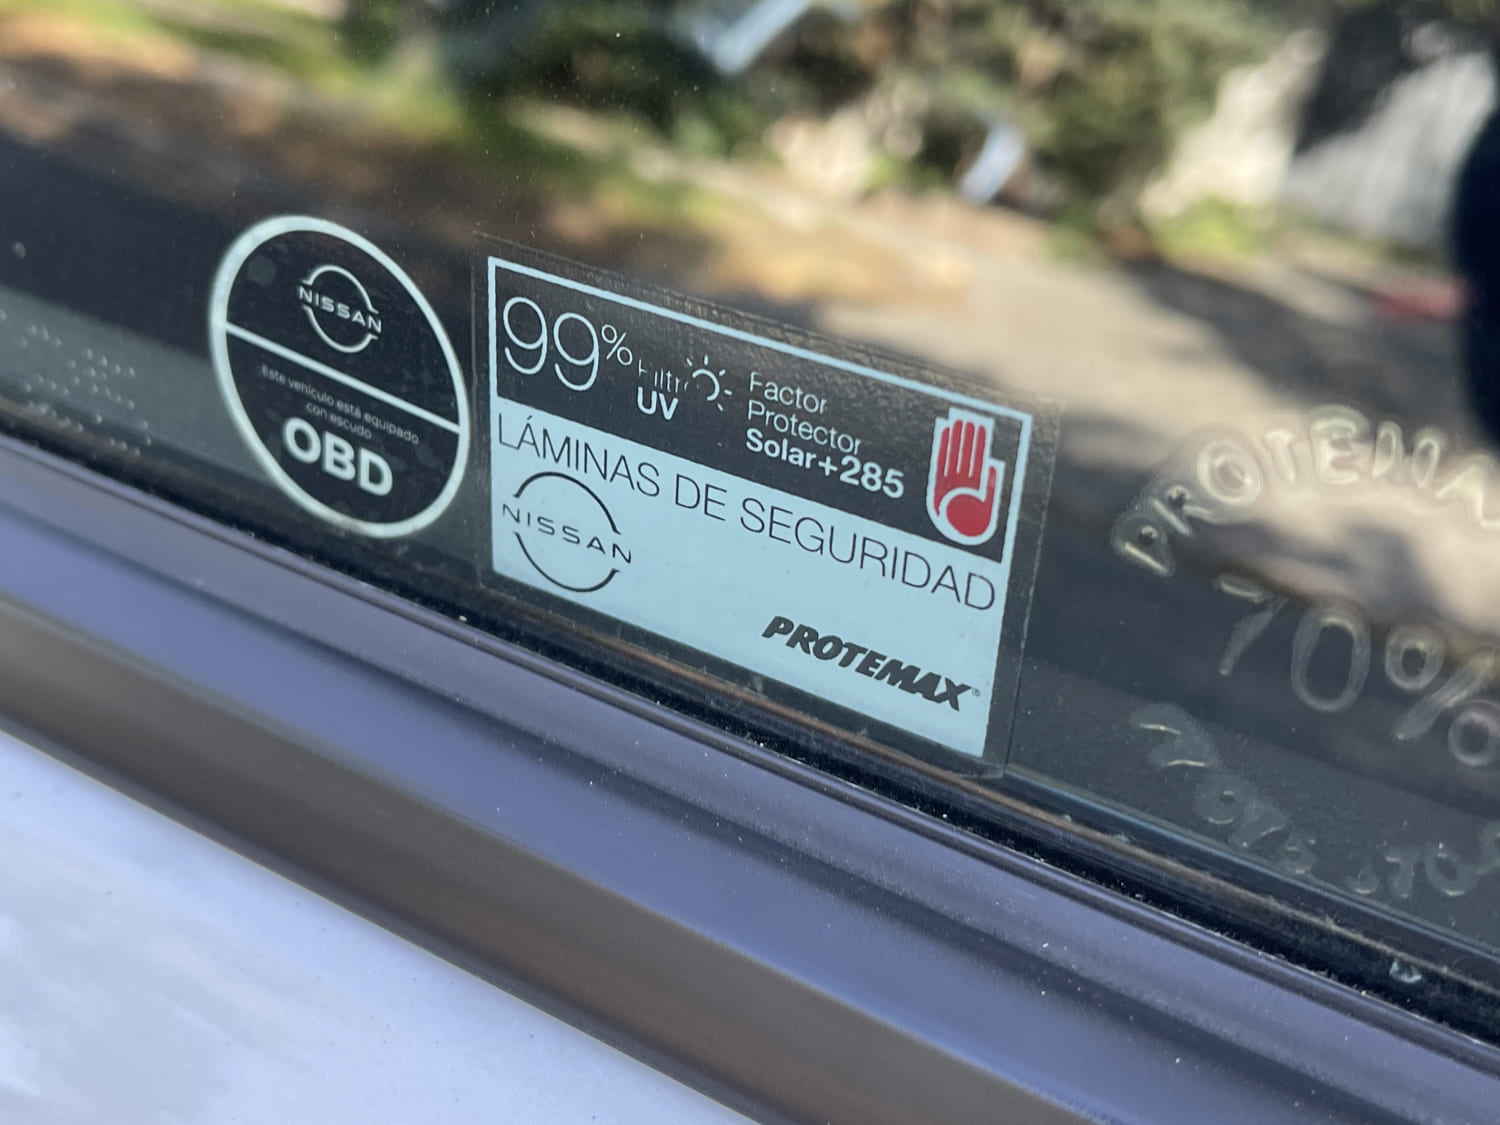 NISSAN
Este vehículo está equipado
con escudo
OBD
99% Filtro
UV
Factor
Protector
Solar+285
LÁMINAS DE SEGURIDAD
NISSAN
PROTEMAX®
70%